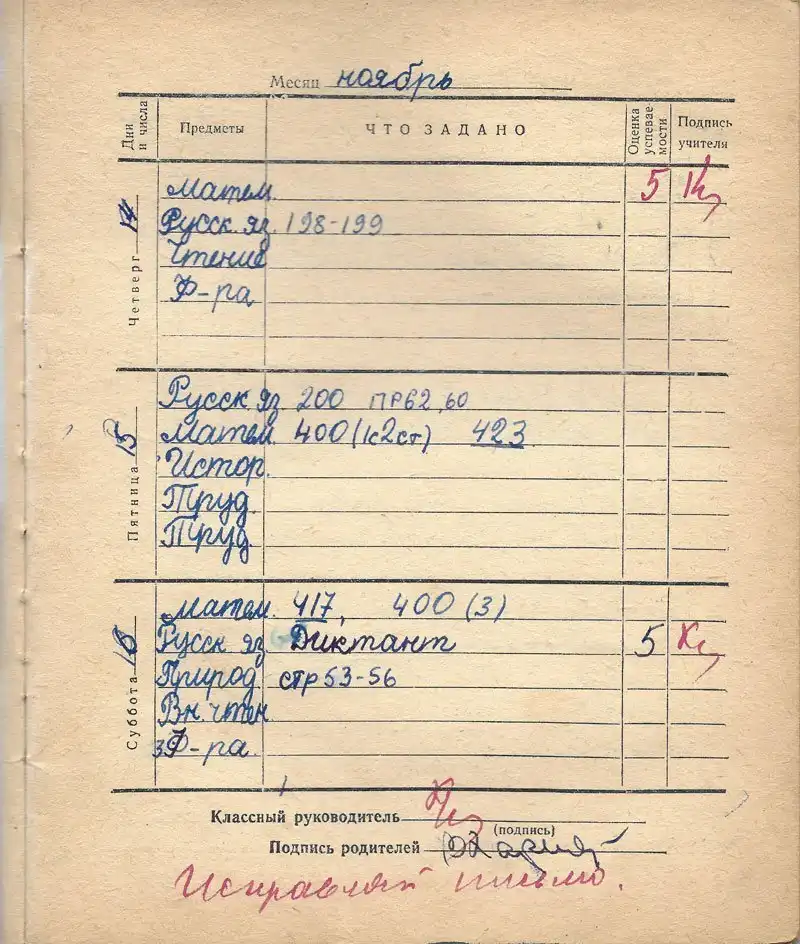 Месяц ноябрь
Дни и числа Предметы ЧТО ЗАДАНО Оценка успеваемости Подпись учителя
Четверг 14
Матем. 5
Русск яз. 198-199
Чтение
Ф-ра
Пятница 15
Русск яз. 200 ПР62,60
Матем. 400 (1с2ст) 423
Истор.
Труд.
Труд.
Суббота 16
Матем. 417, 400 (3)
Русск яз. Диктант 5
Природ. стр 53-56
Вн. чтен
Ф-ра.
Классный руководитель
(подпись)
Подпись родителей
Исправляй письмо.